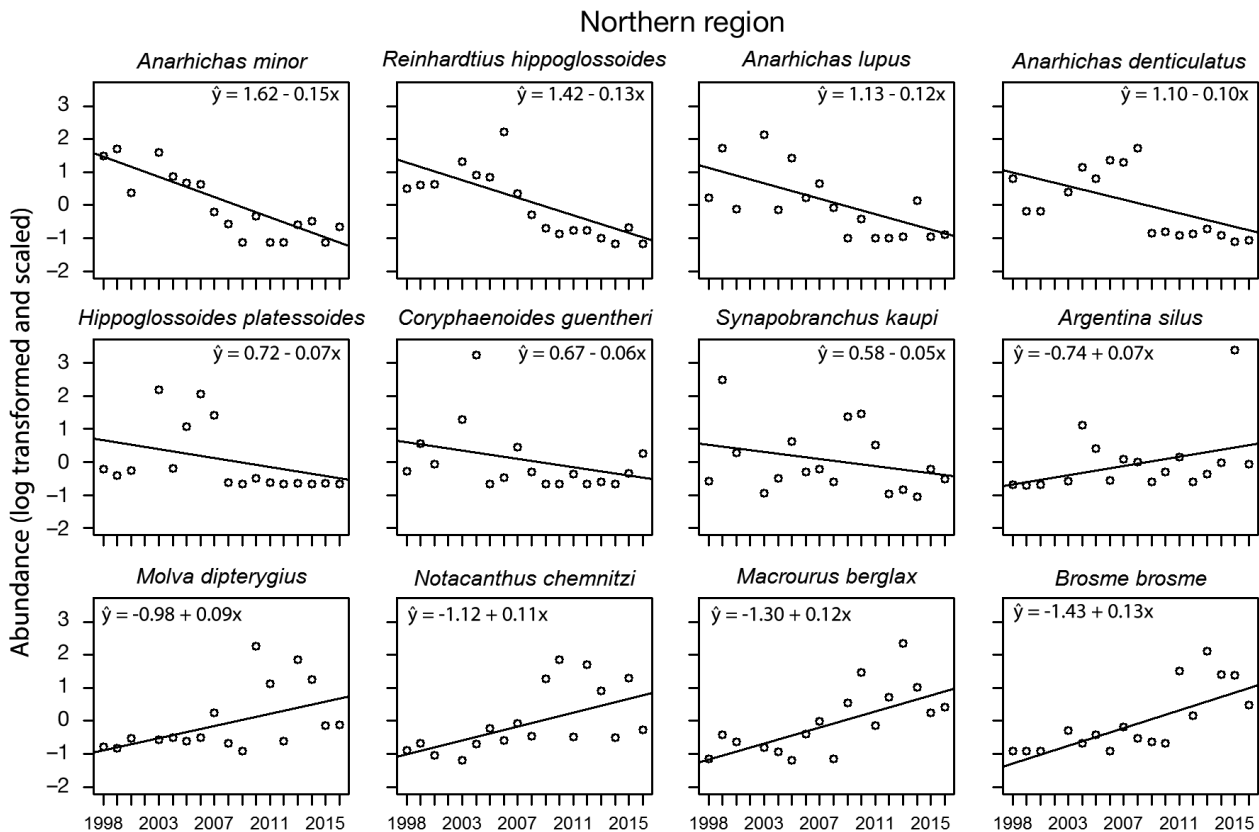 Northern region
Abundance (log transformed and scaled)
Anarhichas minor
ŷ = 1.62 - 0.15x
Reinhardtius hippoglossoides
ŷ = 1.42 - 0.13x
Anarhichas lupus
ŷ = 1.13 - 0.12x
Anarhichas denticulatus
ŷ = 1.10 - 0.10x
3
2
1
0
−1
−2
Hippoglossoides platessoides
ŷ = 0.72 - 0.07x
Coryphaenoides guentheri
ŷ = 0.67 - 0.06x
Synapobranchus kaupi
ŷ = 0.58 - 0.05x
Argentina silus
ŷ = -0.74 + 0.07x
3
2
1
0
−1
−2
Molva dipterygius
ŷ = -0.98 + 0.09x
Notacanthus chemnitzi
ŷ = -1.12 + 0.11x
Macrourus berglax
ŷ = -1.30 + 0.12x
Brosme brosme
ŷ = -1.43 + 0.13x
3
2
1
0
−1
−2
1998 2003 2007 2011 2015
1998 2003 2007 2011 2015
1998 2003 2007 2011 2015
1998 2003 2007 2011 2015